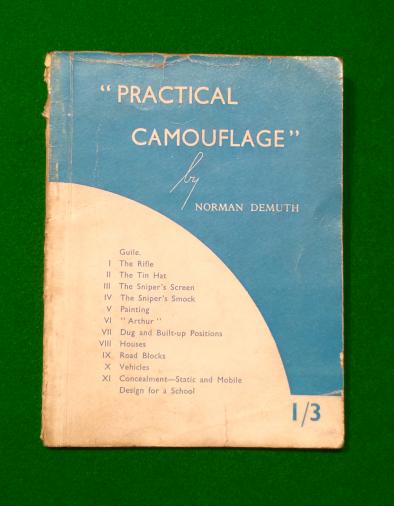 "PRACTICAL
CAMOUFLAGE"
by
NORMAN DEMUTH
Guile.
I The Rifle
II The Tin Hat
III The Sniper's Screen
IV The Sniper's Smock
V Painting
VI "Arthur"
VII Dug and Built-up Positions
VIII Houses
IX Road Blocks
X Vehicles
XI Concealment—Static and Mobile
Design for a School
1/3